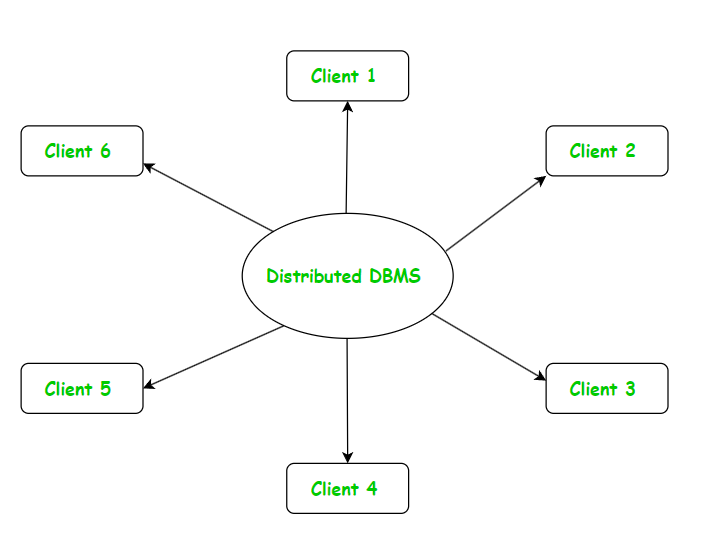 Client 1
Client 6
Client 2
Distributed DBMS
Client 5
Client 3
Client 4